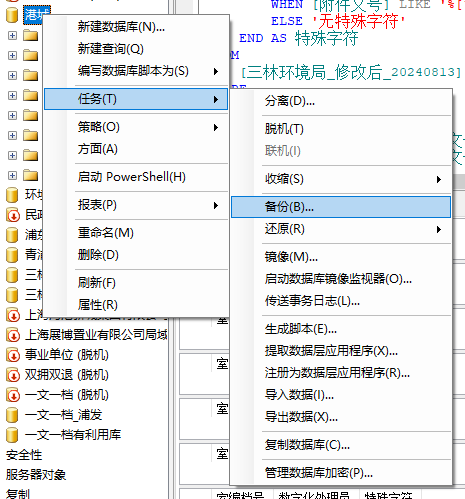 WHEN [附件文号] LIKE '%[
ELSE '无特殊字符'
END AS 特殊字符
[三林环境局_修改后_20240813]
港城
新建数据库(N)...
新建查询(Q)
编写数据库脚本为(S)
任务(T)
策略(O)
方面(A)
启动 PowerShell(H)
报表(P)
重命名(M)
删除(D)
刷新(F)
属性(R)
分离(D)...
脱机(T)
联机(I)
收缩(S)
备份(B)...
还原(R)
镜像(M)...
启动数据库镜像监视器(O)...
传送事务日志(L)...
生成脚本(E)...
提取数据层应用程序(X)...
注册为数据层应用程序(R)...
导入数据(I)...
导出数据(X)...
复制数据库(C)...
管理数据库加密(P)...
环境
民政
浦东
青浦
三林
三林
上海展博置业有限公司局域
事业单位 (脱机)
双拥双退 (脱机)
一文一档 (脱机)
一文一档_浦发
一文一档有利用库
安全性
服务器对象
复制
室
室
室
室编档号 数字化处理员 特殊字符